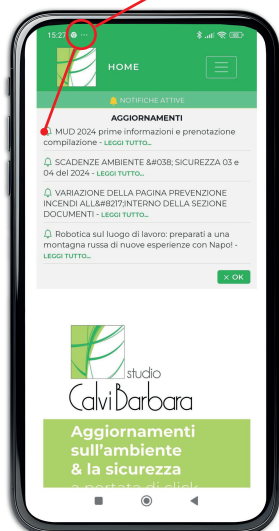 15:27 ...
HOME
NOTIFICHE ATTIVE
AGGIORNAMENTI
MUD 2024 prime informazioni e prenotazione
compilazione - LEGGI TUTTO...
SCADENZE AMBIENTE &#038; SICUREZZA 03 e
04 del 2024 - LEGGI TUTTO...
VARIAZIONE DELLA PAGINA PREVENZIONE
INCENDI ALL&#8217;INTERNO DELLA SEZIONE
DOCUMENTI - LEGGI TUTTO...
Robotica sul luogo di lavoro: preparati a una
montagna russa di nuove esperienze con Napo! -
LEGGI TUTTO...
× OK
studio
Calvi Barbara
Aggiornamenti
sull'ambiente
& la sicurezza
a portata di click